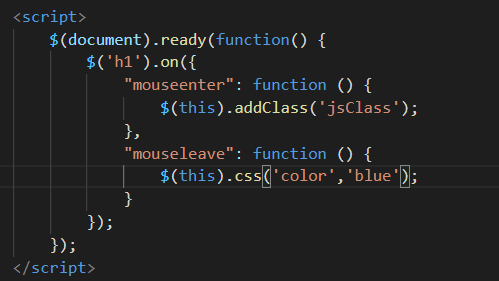 <script>
    $(document).ready(function() {
        $('h1').on({
            "mouseenter": function () {
                $(this).addClass('jsClass');
            },
            "mouseleave": function () {
                $(this).css('color','blue');
            }
        });
    });
</script>